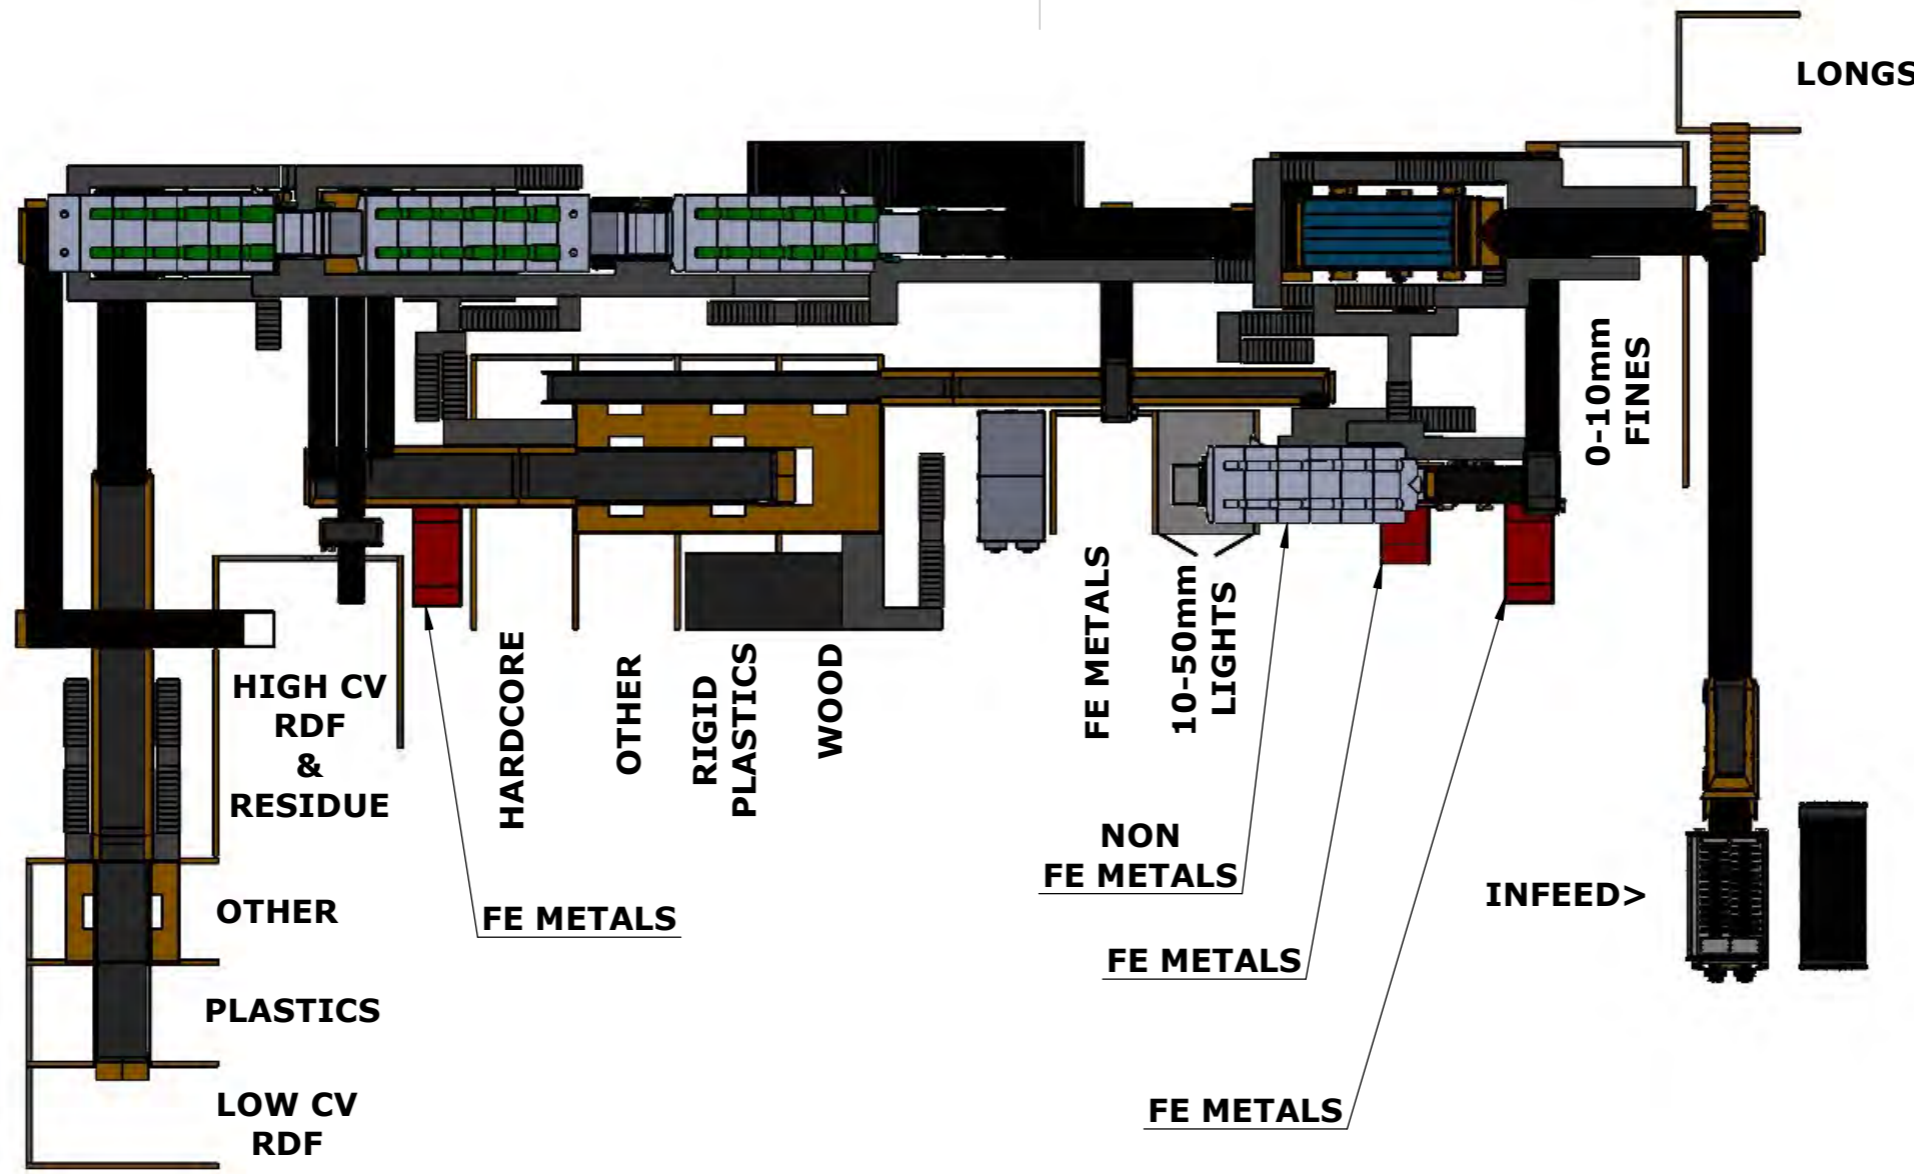 LONGS
0-10mm
FINES
HIGH CV
RDF
&
RESIDUE
HARDCORE
OTHER
RIGID
PLASTICS
WOOD
FE METALS
10-50mm
LIGHTS
NON
FE METALS
INFEED>
OTHER
FE METALS
FE METALS
PLASTICS
LOW CV
RDF
FE METALS